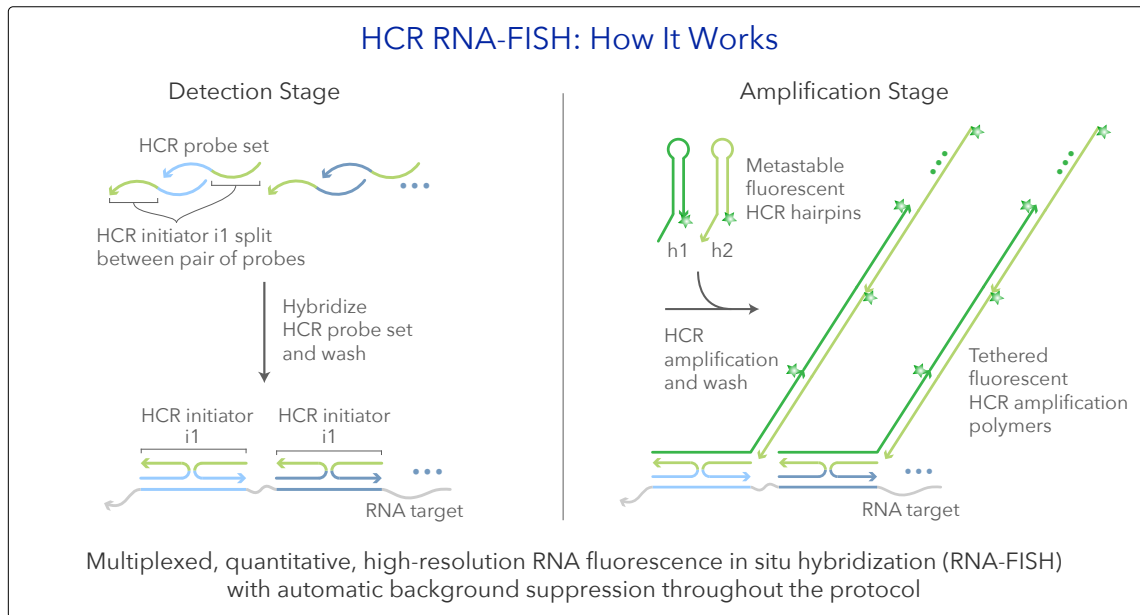 HCR RNA-FISH: How It Works
Detection Stage
HCR probe set
HCR initiator i1 split
between pair of probes
Hybridize
HCR probe set
and wash
HCR initiator
i1
HCR initiator
i1
RNA target
Amplification Stage
Metastable
fluorescent
HCR hairpins
h1
h2
HCR
amplification
and wash
Tethered
fluorescent
HCR amplification
polymers
RNA target
Multiplexed, quantitative, high-resolution RNA fluorescence in situ hybridization (RNA-FISH)
with automatic background suppression throughout the protocol